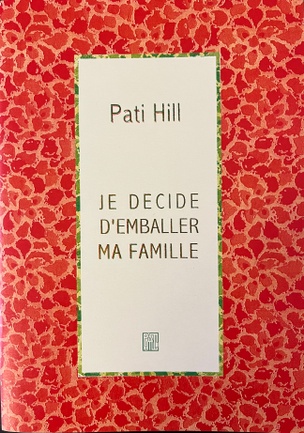 Pati Hill
JE DECIDE
D'EMBALLER
MA FAMILLE